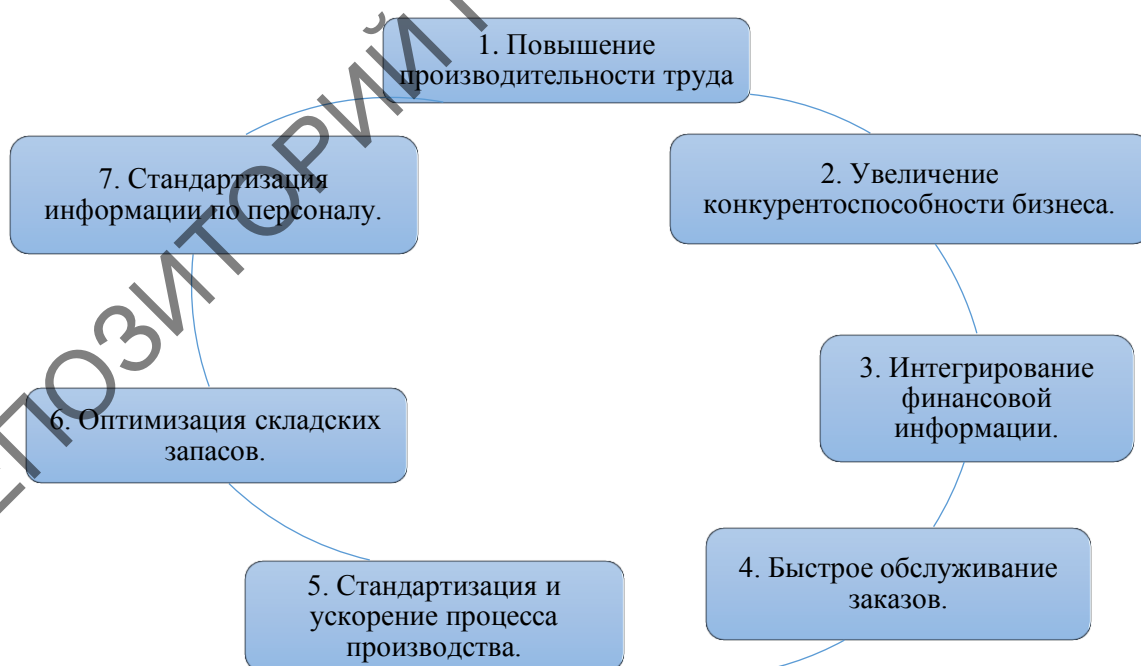 1. Повышение
производительности труда
2. Увеличение
конкурентоспособности бизнеса.
3. Интегрирование
финансовой
информации.
4. Быстрое обслуживание
заказов.
5. Стандартизация и
ускорение процесса
производства.
6. Оптимизация складских
запасов.
7. Стандартизация
информации по персоналу.